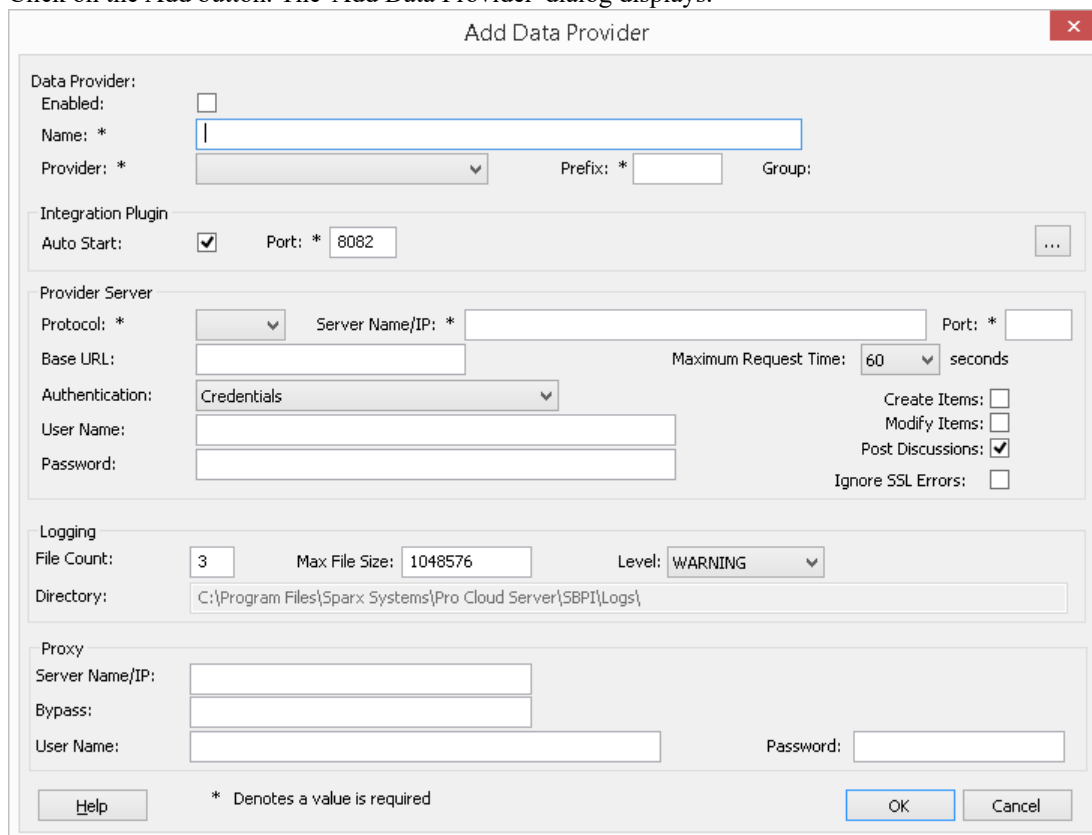 Click on the Add button. The 'Add Data Provider' dialog displays.
Add Data Provider
Data Provider:
Enabled:
Name: *
Provider: * Prefix: * Group:
Integration Plugin
Auto Start: Port: * 8082 ...
Provider Server
Protocol: * Server Name/IP: * Port: *
Base URL: Maximum Request Time: 60 seconds
Authentication: Credentials Create Items:
Modify Items:
User Name:
Post Discussions:
Password:
Ignore SSL Errors:
Logging
File Count: 3 Max File Size: 1048576 Level: WARNING
Directory: C:\Program Files\Sparx Systems\Pro Cloud Server\SBPI\Logs\
Proxy
Server Name/IP:
Bypass:
User Name: Password:
Help * Denotes a value is required OK Cancel